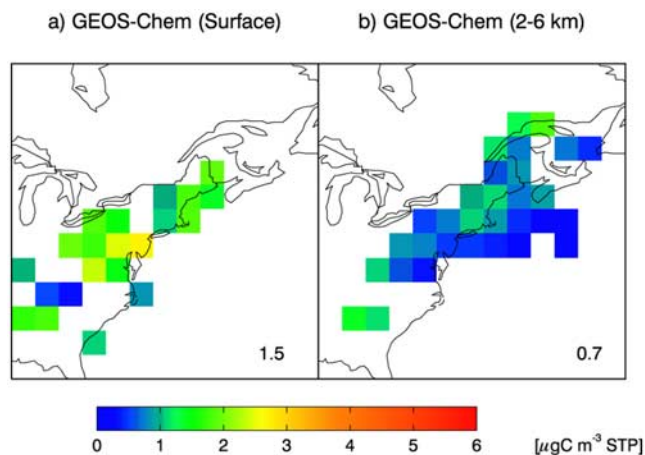 a) GEOS-Chem (Surface)
b) GEOS-Chem (2-6 km)
1.5
0.7
0 1 2 3 4 5 6 [µgC m⁻³ STP]